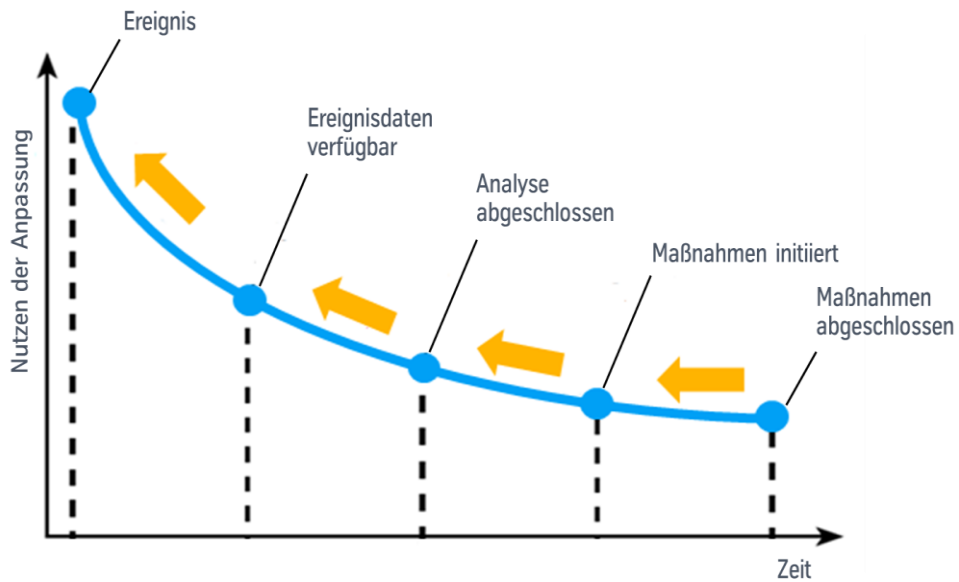 Ereignis
Ereignisdaten
verfügbar
Analyse
abgeschlossen
Maßnahmen initiiert
Maßnahmen
abgeschlossen
Nutzen der Anpassung
Zeit